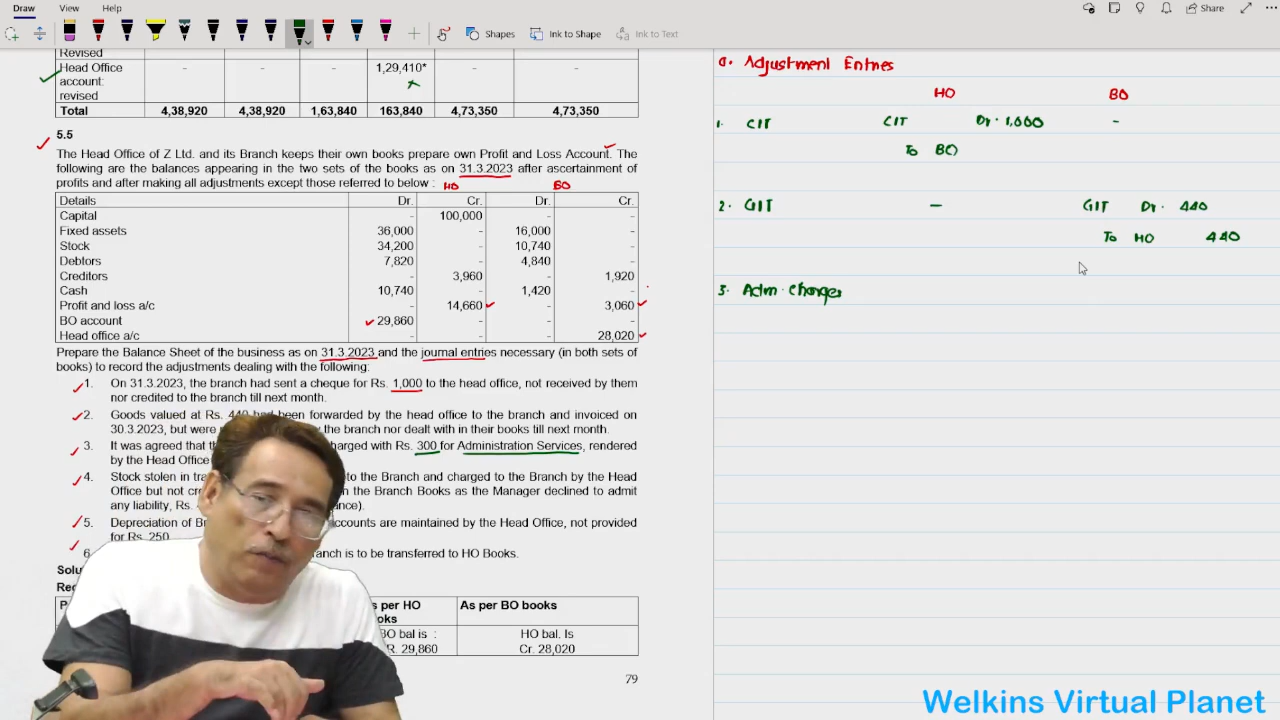 Draw View Help
Shapes Ink to Shape Ink to Text Share
Revised
Head Office - - - 1,29,410* - -
account:
revised
Total 4,38,920 4,38,920 1,63,840 163,840 4,73,350 4,73,350
5.5
The Head Office of Z Ltd. and its Branch keeps their own books prepare own Profit and Loss Account. The
following are the balances appearing in the two sets of the books as on 31.3.2023 after ascertainment of
profits and after making all adjustments except those referred to below :
HO BO
Details Dr. Cr. Dr. Cr.
Capital - 100,000 - -
Fixed assets 36,000 - 16,000 -
Stock 34,200 - 10,740 -
Debtors 7,820 - 4,840 -
Creditors - 3,960 - 1,920
Cash 10,740 - 1,420 -
Profit and loss a/c - 14,660 - 3,060
BO account 29,860 - - -
Head office a/c - - - 28,020
Prepare the Balance Sheet of the business as on 31.3.2023 and the journal entries necessary (in both sets of
books) to record the adjustments dealing with the following:
1. On 31.3.2023, the branch had sent a cheque for Rs. 1,000 to the head office, not received by them
nor credited to the branch till next month.
2. Goods valued at Rs. 440 had been forwarded by the head office to the branch and invoiced on
30.3.2023, but were the branch nor dealt with in their books till next month.
3. It was agreed that charged with Rs. 300 for Administration Services, rendered
by the Head Office
4. Stock stolen in to the Branch and charged to the Branch by the Head
Office but not the Branch Books as the Manager declined to admit
any liability, Rs.
5. Depreciation of accounts are maintained by the Head Office, not provided
for Rs. 250
6 is to be transferred to HO Books.
s per HO As per BO books
BO bal is : HO bal. Is
R. 29,860 Cr. 28,020
79
a. Adjustment Entries
HO BO
1. CIT CIT Dr. 1,000 -
To BO
2. GIT - GIT Dr. 440
To HO 440
3. Adm. Charges
Welkins Virtual Planet